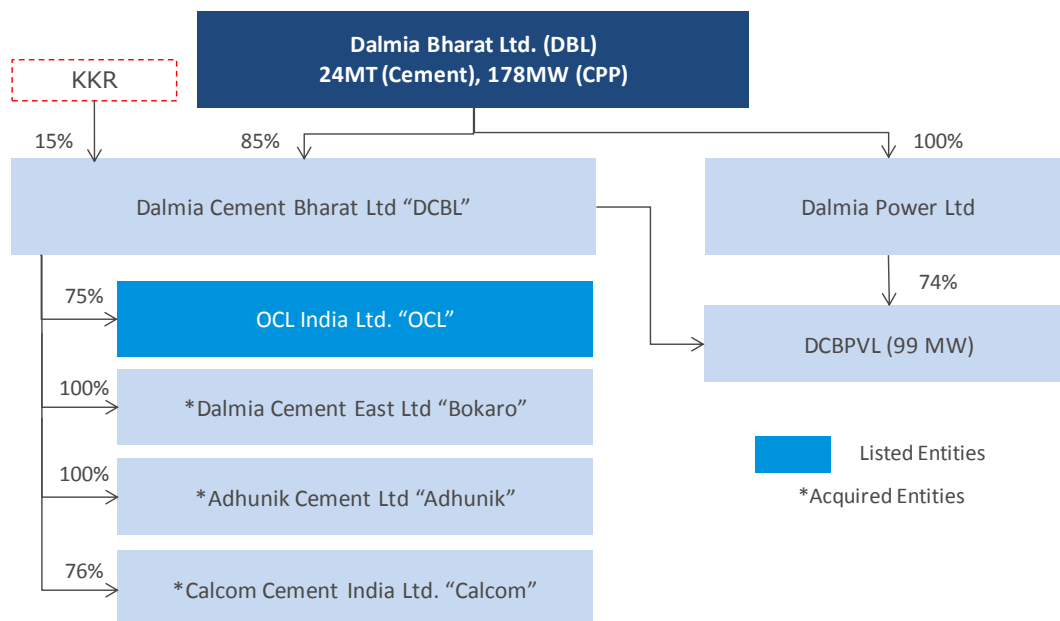 Dalmia Bharat Ltd. (DBL)
24MT (Cement), 178MW (CPP)
KKR
15%
85%
100%
Dalmia Cement Bharat Ltd “DCBL”
Dalmia Power Ltd
75%
74%
OCL India Ltd. “OCL”
DCBPVL (99 MW)
100%
*Dalmia Cement East Ltd “Bokaro”
Listed Entities
100%
*Adhunik Cement Ltd “Adhunik”
*Acquired Entities
76%
*Calcom Cement India Ltd. “Calcom”